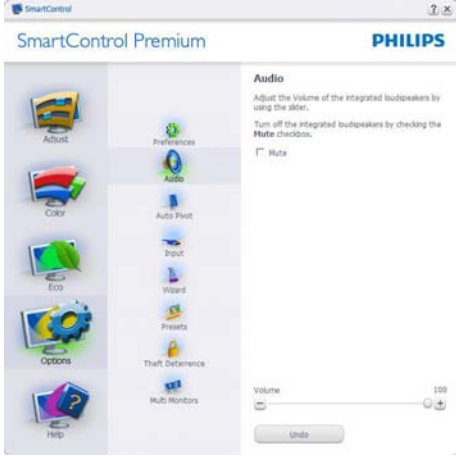 SmartControl
SmartControl Premium
PHILIPS
Adjust
Color
Eco
Options
Help
Preferences
Audio
Auto Pivot
Input
Wizard
Presets
Theft Deterrence
Multi Monitors
Audio
Adjust the Volume of the integrated loudspeakers by
using the slider.
Turn off the integrated loudspeakers by checking the
Mute checkbox.
Mute
Volume 100
Undo